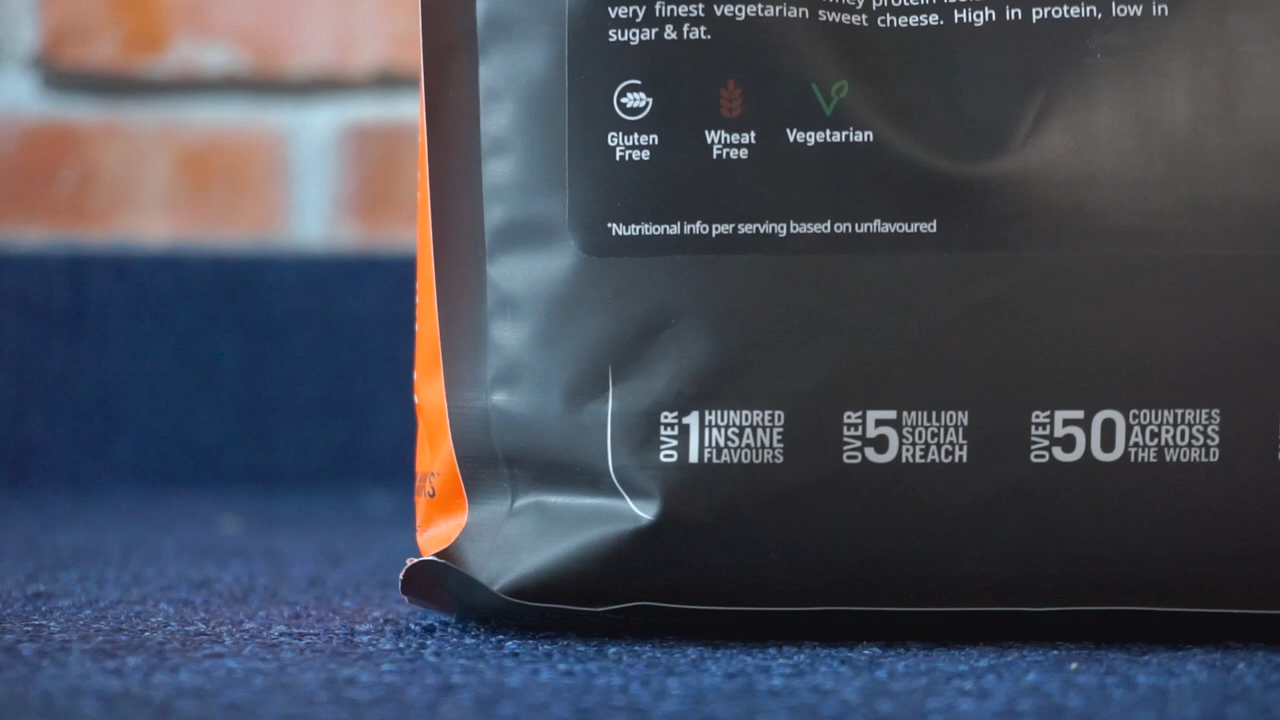 whey protein
very finest vegetarian sweet cheese. High in protein, low in
sugar & fat.
Gluten
Free
Wheat
Free
Vegetarian
*Nutritional info per serving based on unflavoured
OVER 1 HUNDRED
INSANE
FLAVOURS
OVER 5 MILLION
SOCIAL
REACH
OVER 50 COUNTRIES
ACROSS
THE WORLD